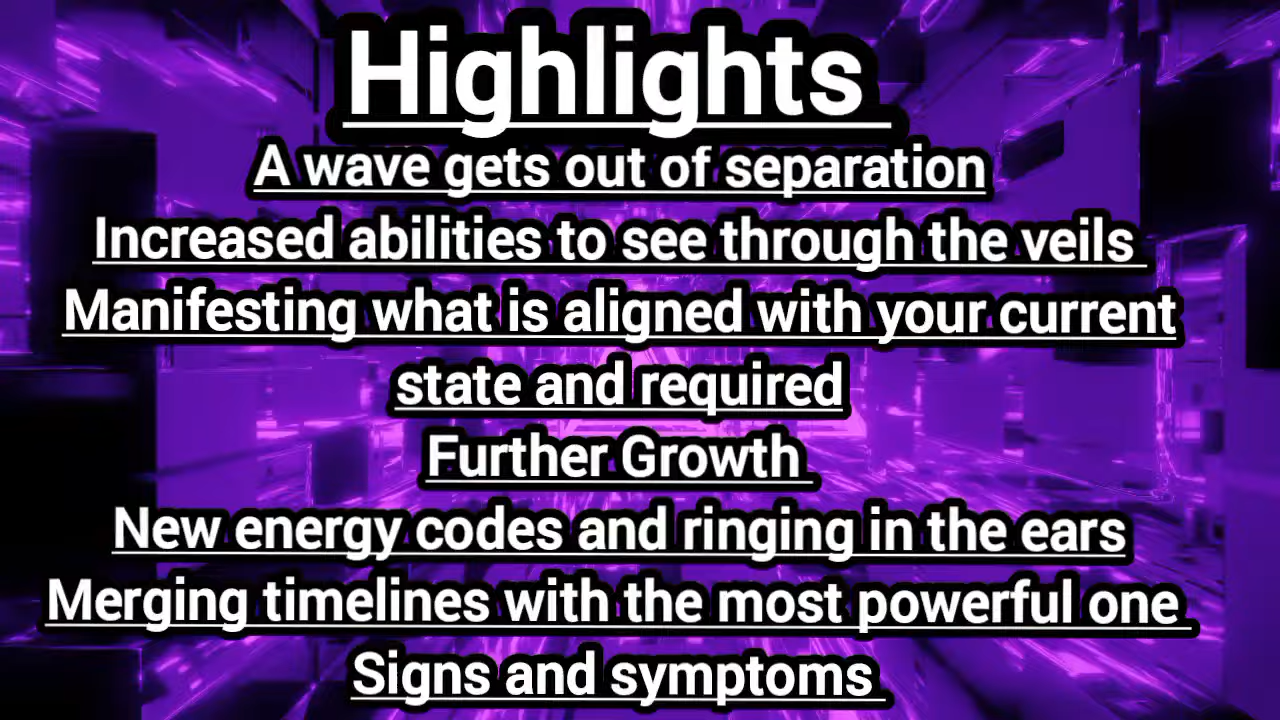 Highlights
A wave gets out of separation
Increased abilities to see through the veils
Manifesting what is aligned with your current
state and required
Further Growth
New energy codes and ringing in the ears
Merging timelines with the most powerful one
Signs and symptoms